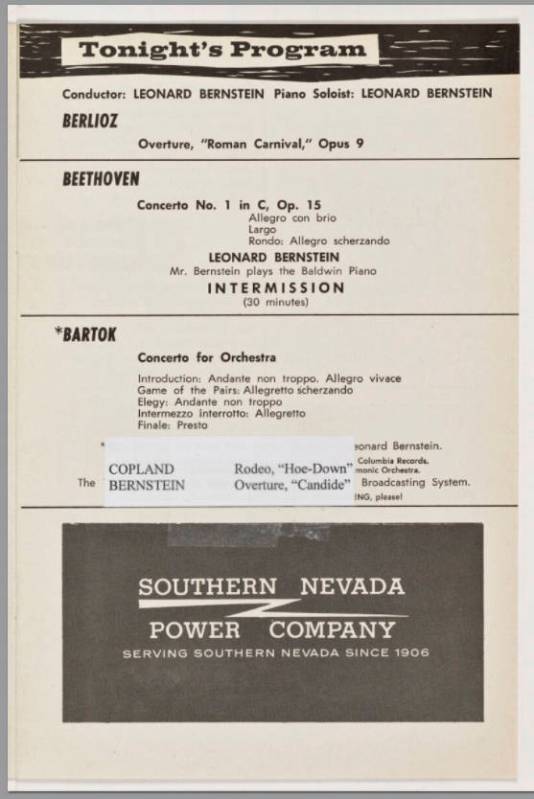 Tonight's Program
Conductor: LEONARD BERNSTEIN Piano Soloist: LEONARD BERNSTEIN
BERLIOZ
Overture, "Roman Carnival," Opus 9
BEETHOVEN
Concerto No. 1 in C, Op. 15
Allegro con brio
Largo
Rondo: Allegro scherzando
LEONARD BERNSTEIN
Mr. Bernstein plays the Baldwin Piano
INTERMISSION
(30 minutes)
*BARTOK
Concerto for Orchestra
Introduction: Andante non troppo. Allegro vivace
Game of the Pairs: Allegretto scherzando
Elegy: Andante non troppo
Intermezzo interrotto: Allegretto
Finale: Presto
* eonard Bernstein.
Columbia Records.
COPLAND Rodeo, "Hoe-Down" monic Orchestra.
The BERNSTEIN Overture, "Candide" Broadcasting System.
NG, please!
SOUTHERN NEVADA
POWER COMPANY
SERVING SOUTHERN NEVADA SINCE 1906